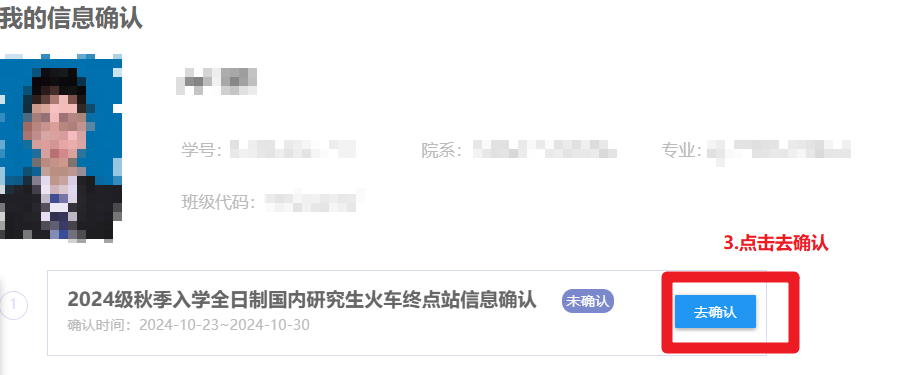 我的信息确认
学号：
院系：
专业：
班级代码：
3.点击去确认
1
2024级秋季入学全日制国内研究生火车终点站信息确认
未确认
去确认
确认时间：2024-10-23~2024-10-30